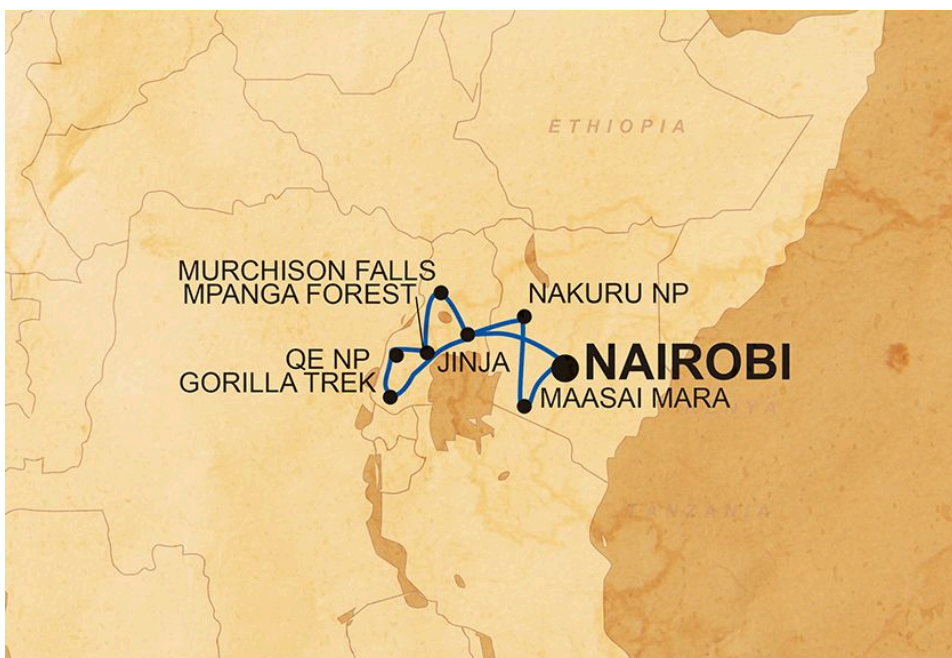 ETHIOPIA
MURCHISON FALLS
MPANGA FOREST
NAKURU NP
QE NP
JINJA
NAIROBI
GORILLA TREK
MAASAI MARA
TANZANIA